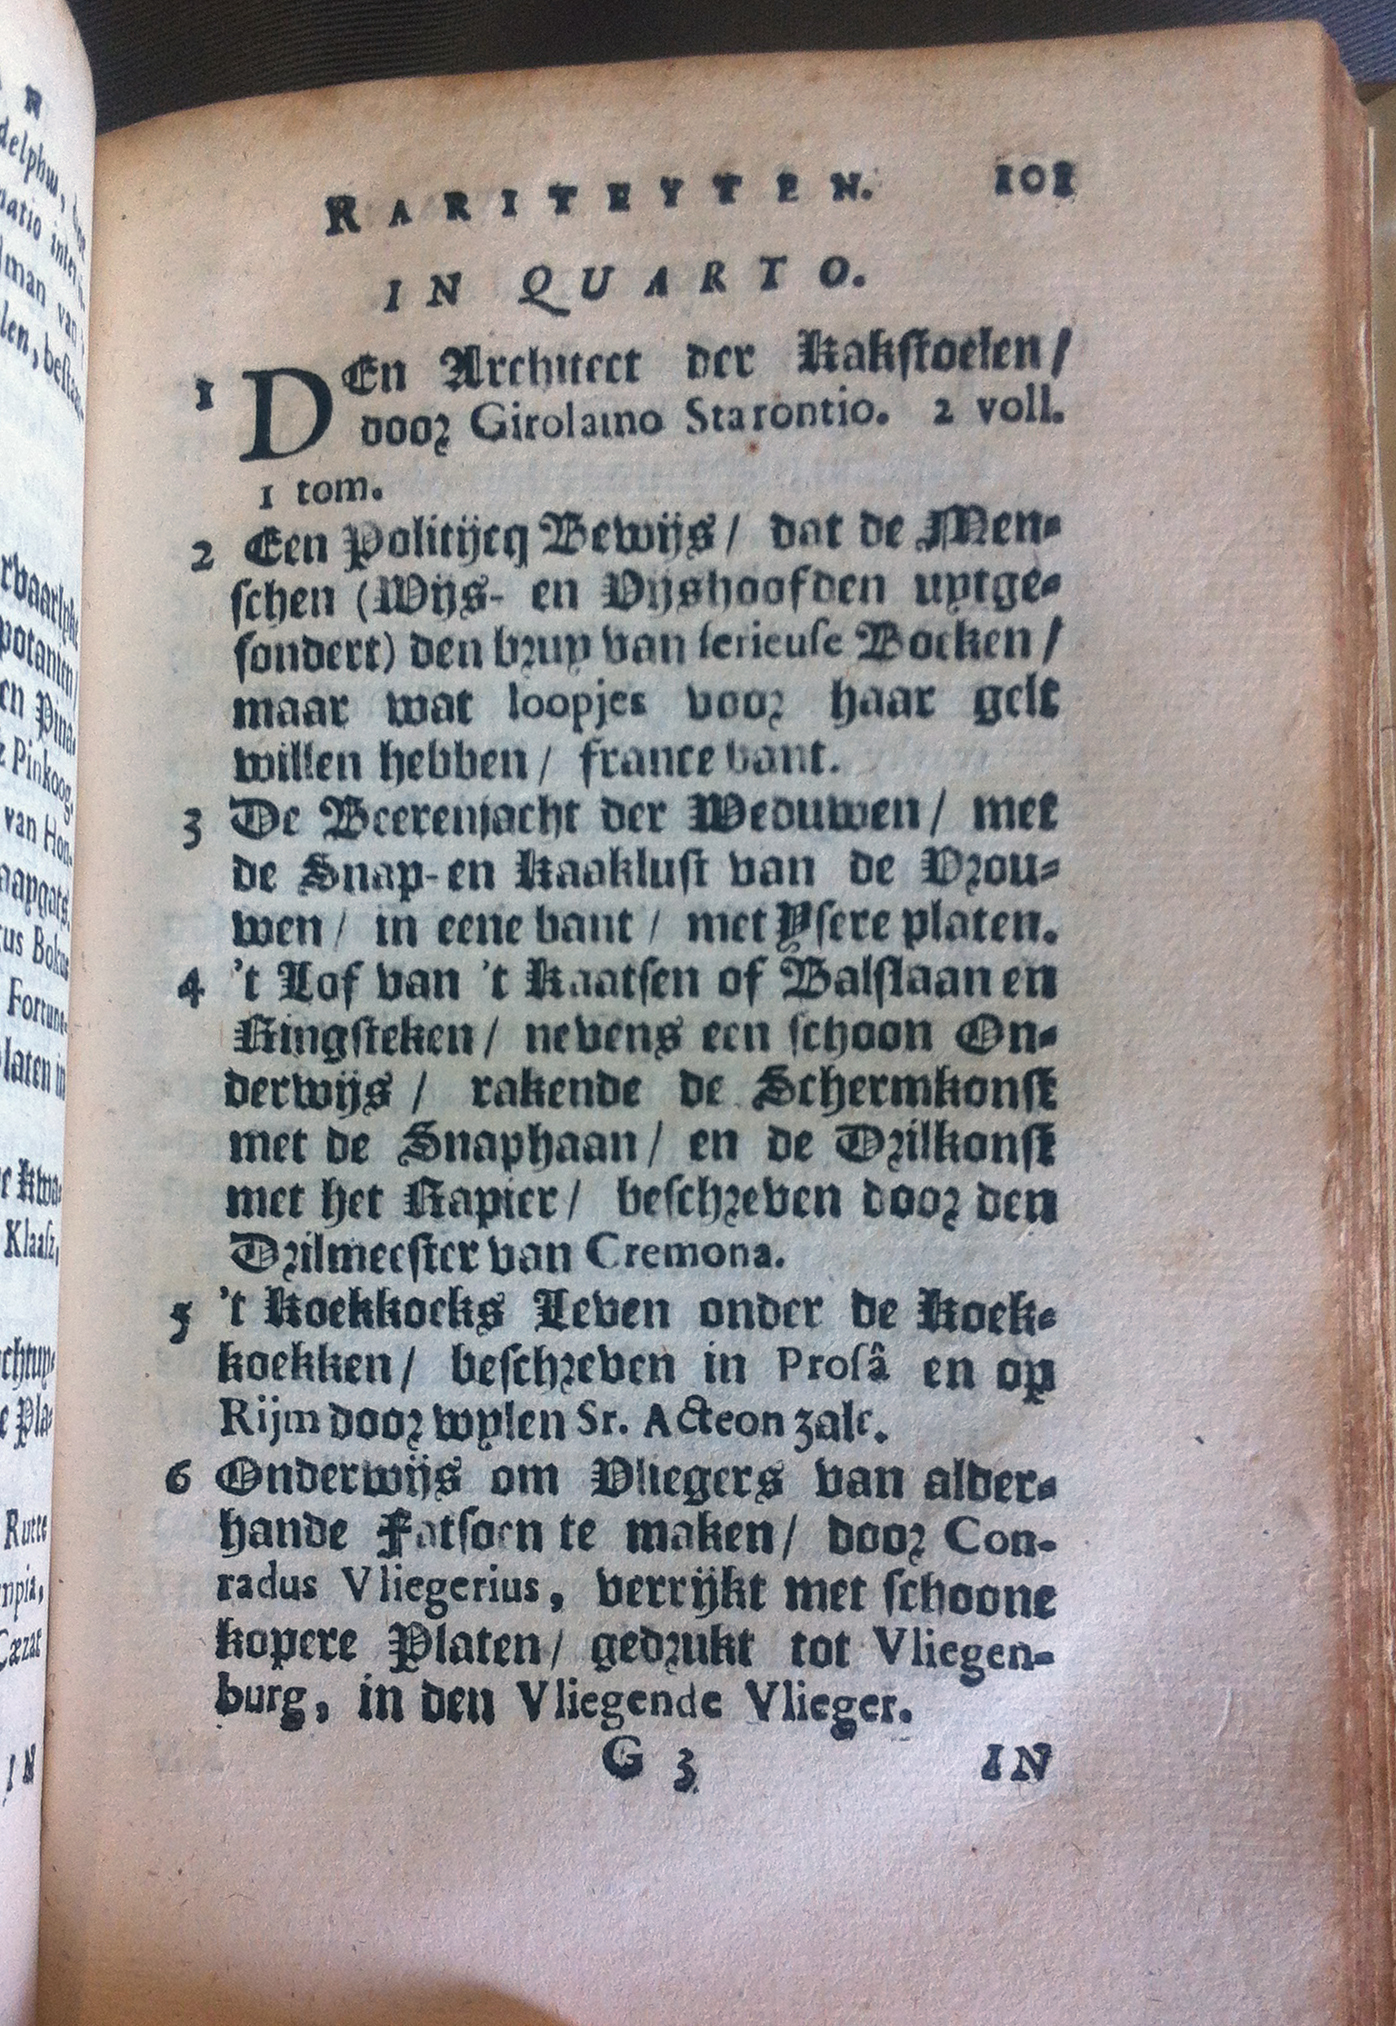 RARITEYTEN. 101
IN QUARTO.
1 DEn Architect der Kakstoelen/
door Girolamo Starontio. 2 voll.
1 tom.
2 Een Politijcq Bewijs/ dat de Men-
schen (Wijs- en Vijshoofden uytge-
sondert) den bruy van serieuse Boeken/
maar wat loopjes voor haar gelt
willen hebben/ france bant.
3 De Beerenjacht der Weduwen/ met
de Snap- en Kaaklust van de Vrou-
wen/ in eene bant/ met Ysere platen.
4 't Lof van 't Kaatsen of Balslaan en
Ringsteken/ nevens een schoon On-
derwijs/ rakende de Schermkonst
met de Snaphaan/ en de Drilkonst
met het Rapier/ beschreven door den
Drilmeester van Cremona.
5 't Koekkoeks Leven onder de Koek-
koekken/ beschreven in Prosâ en op
Rijm door wylen Sr. Acteon zale.
6 Onderwijs om Vliegers van alder-
hande Fatsoen te maken/ door Con-
radus Vliegerius, verrijkt met schoone
kopere Platen/ gedrukt tot Vliegen-
burg, in den Vliegende Vlieger.
G 3 IN